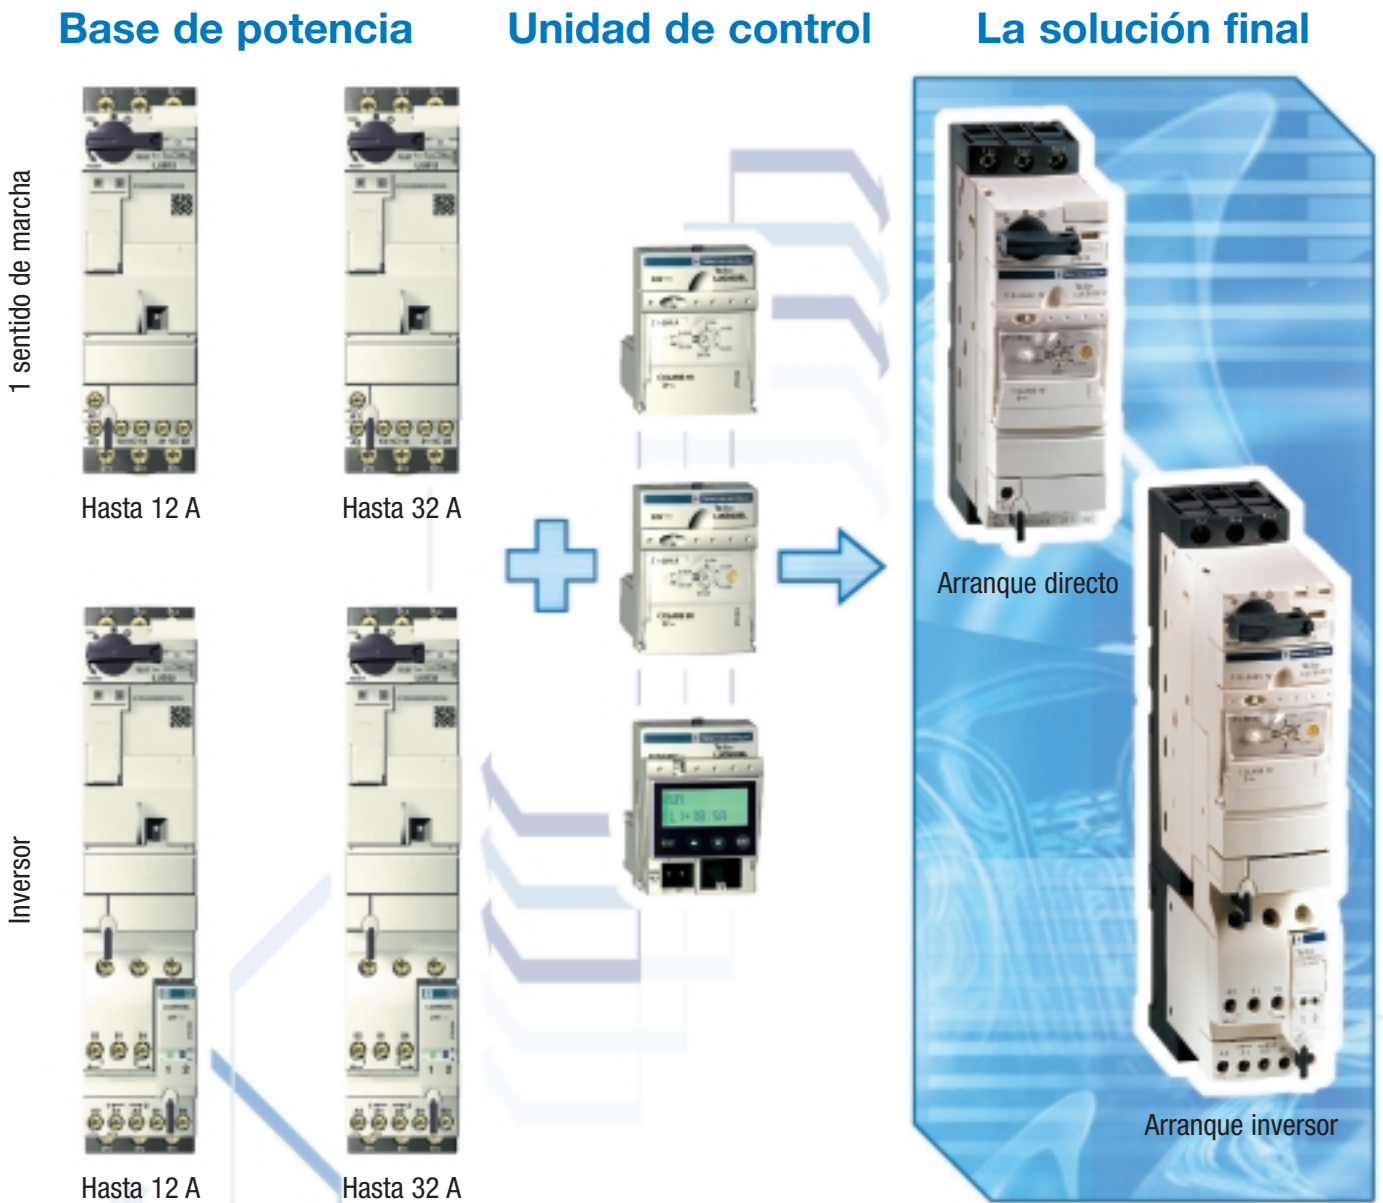 Base de potencia
Unidad de control
La solución final
1 sentido de marcha
Hasta 12 A
Hasta 32 A
Arranque directo
Inversor
Arranque inversor
Hasta 12 A
Hasta 32 A